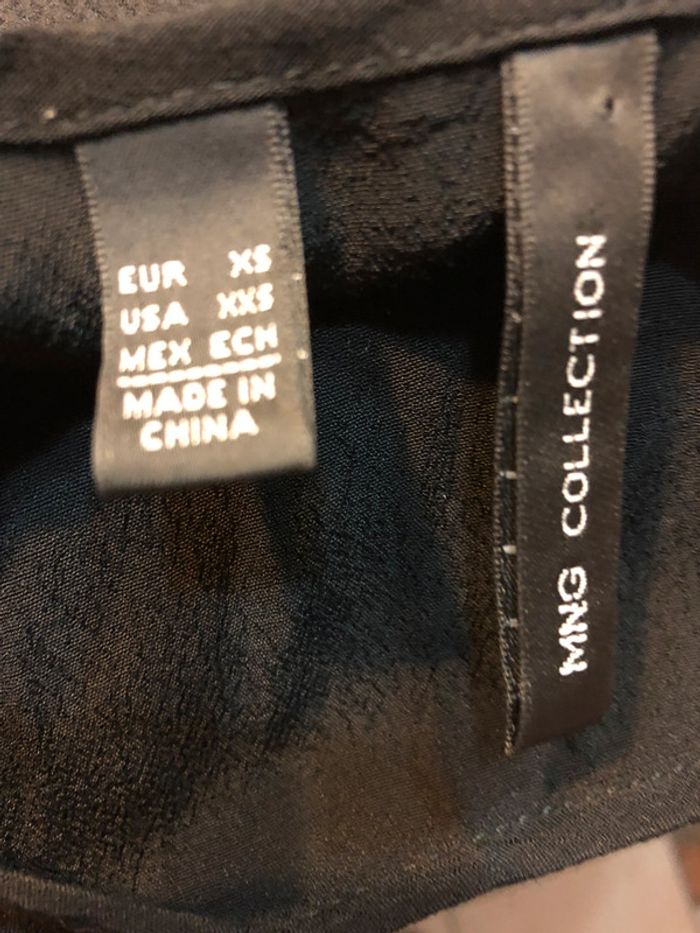 EUR XS
USA XXS
MEX ECH
MADE IN
CHINA
MNG COLLECTION